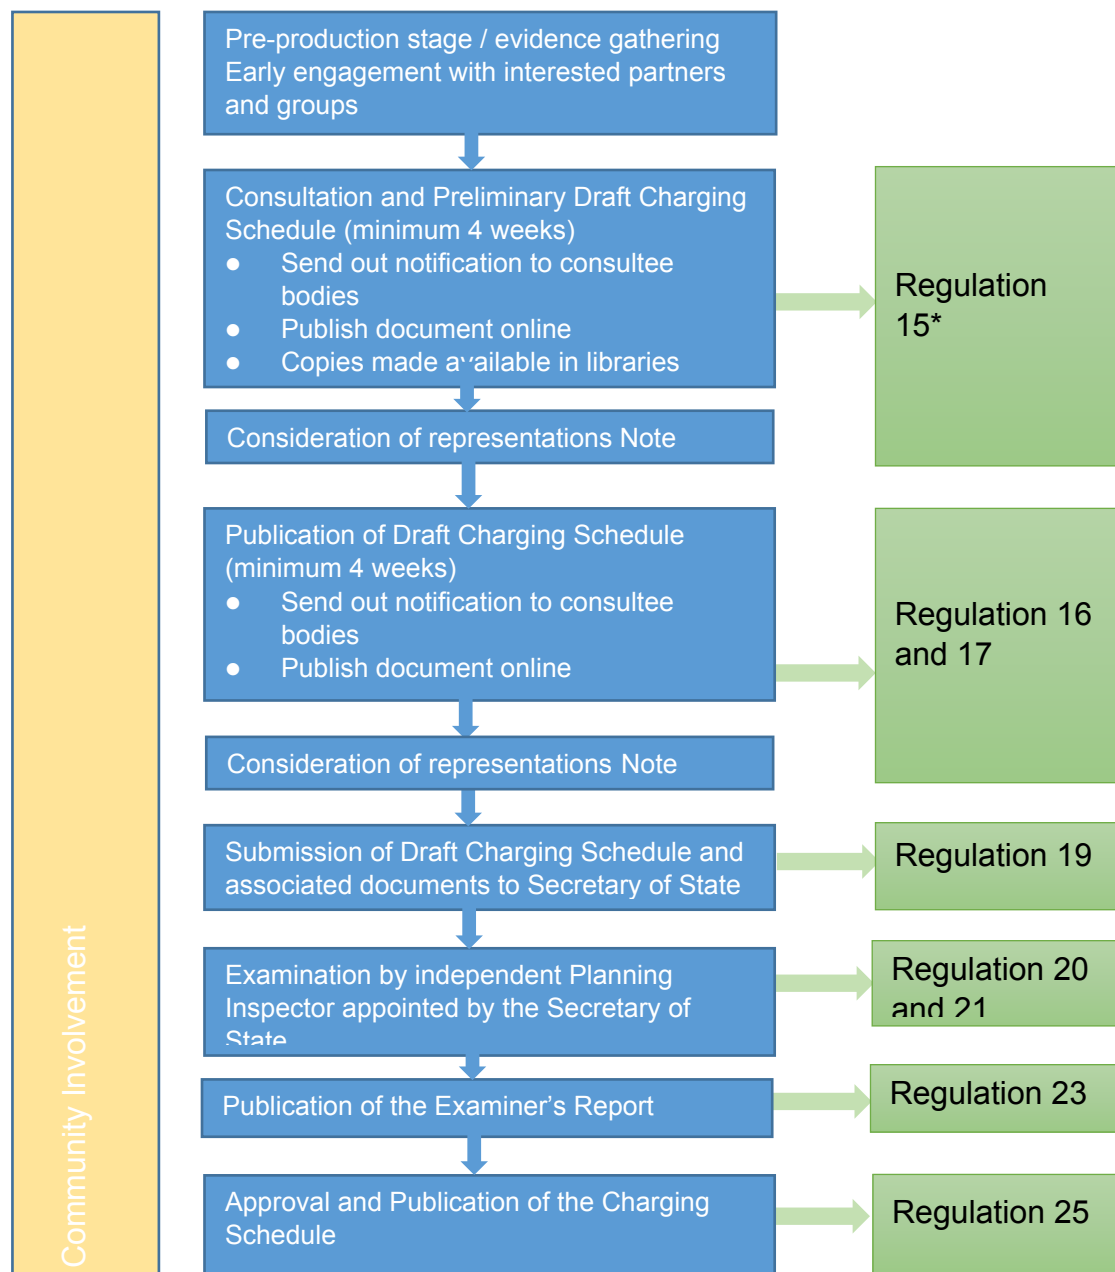 Pre-production stage / evidence gathering
Early engagement with interested partners
and groups
Consultation and Preliminary Draft Charging
Schedule (minimum 4 weeks)
● Send out notification to consultee
bodies
● Publish document online
● Copies made available in libraries
Regulation
15*
Consideration of representations Note
Publication of Draft Charging Schedule
(minimum 4 weeks)
● Send out notification to consultee
bodies
● Publish document online
Regulation 16
and 17
Consideration of representations Note
Submission of Draft Charging Schedule and
associated documents to Secretary of State
Regulation 19
Examination by independent Planning
Inspector appointed by the Secretary of
State
Regulation 20
and 21
Publication of the Examiner’s Report
Regulation 23
Approval and Publication of the Charging
Schedule
Regulation 25
Community Involvement